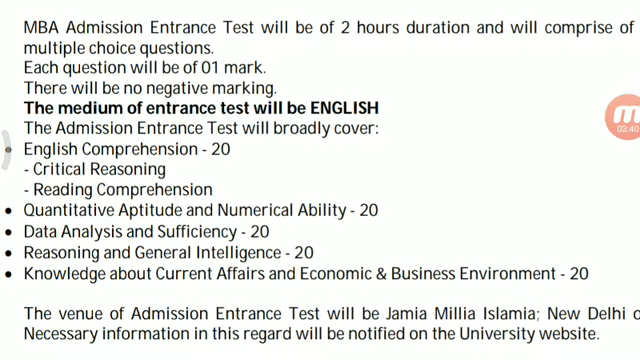 MBA Admission Entrance Test will be of 2 hours duration and will comprise of
multiple choice questions.
Each question will be of 01 mark.
There will be no negative marking.
The medium of entrance test will be ENGLISH
The Admission Entrance Test will broadly cover:
• English Comprehension - 20
- Critical Reasoning
- Reading Comprehension
• Quantitative Aptitude and Numerical Ability - 20
• Data Analysis and Sufficiency - 20
• Reasoning and General Intelligence - 20
• Knowledge about Current Affairs and Economic & Business Environment - 20
The venue of Admission Entrance Test will be Jamia Millia Islamia; New Delhi
Necessary information in this regard will be notified on the University website.
03:40